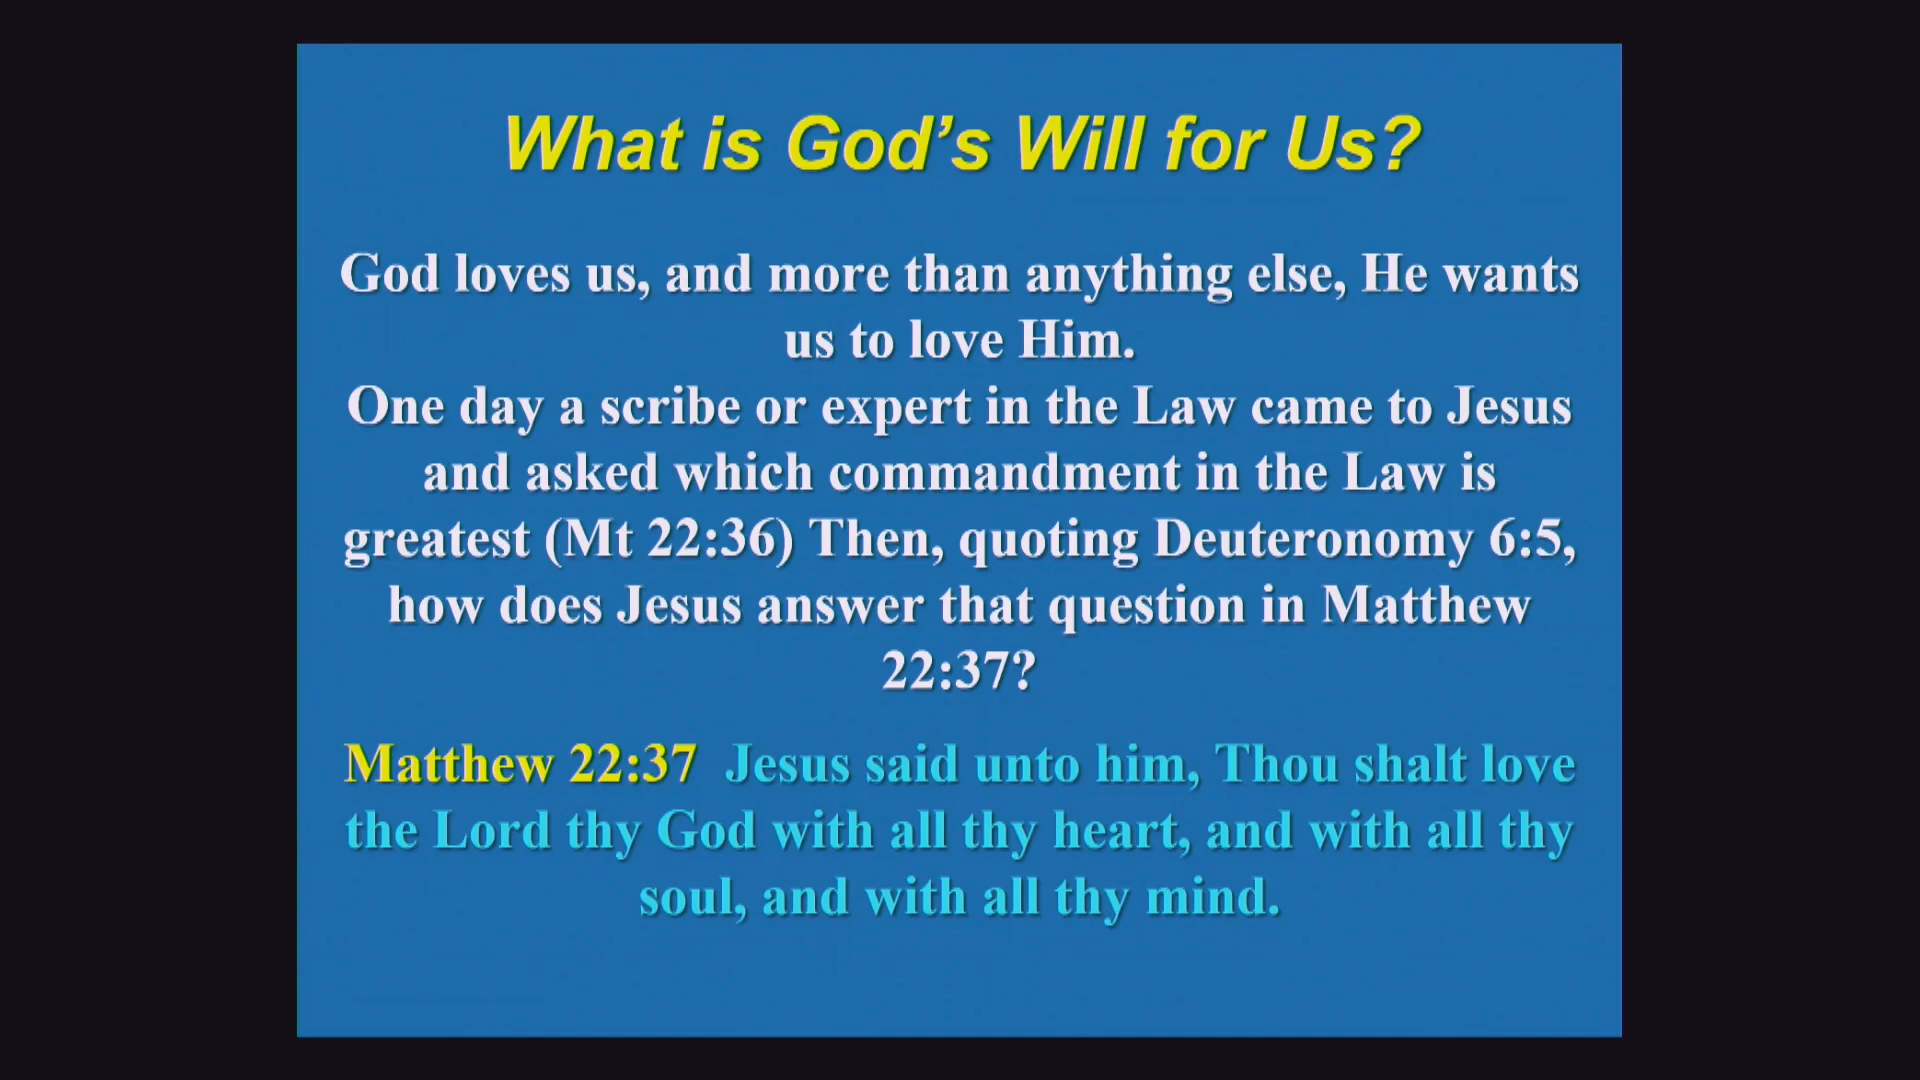 What is God’s Will for Us?
God loves us, and more than anything else, He wants
us to love Him.
One day a scribe or expert in the Law came to Jesus
and asked which commandment in the Law is
greatest (Mt 22:36) Then, quoting Deuteronomy 6:5,
how does Jesus answer that question in Matthew
22:37?
Matthew 22:37  Jesus said unto him, Thou shalt love
the Lord thy God with all thy heart, and with all thy
soul, and with all thy mind.